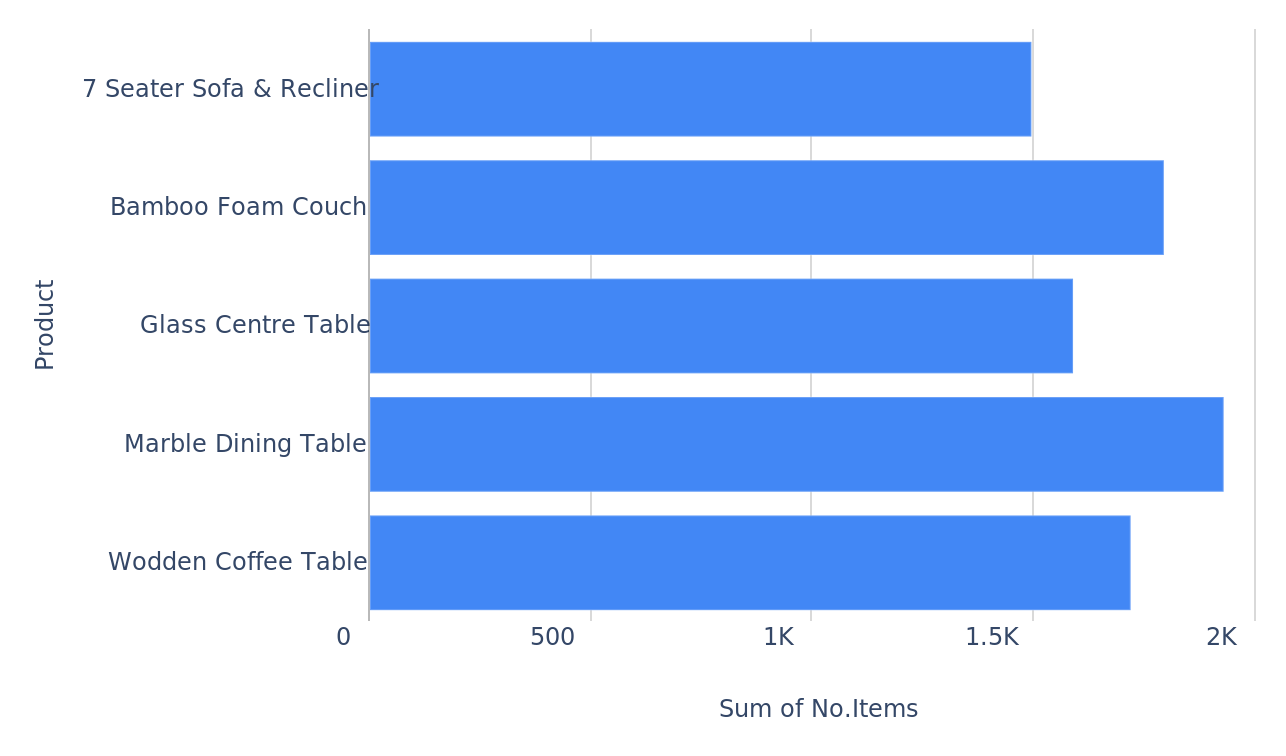 7 Seater Sofa & Recliner
Bamboo Foam Couch
Glass Centre Table
Marble Dining Table
Wodden Coffee Table
Product
0 500 1K 1.5K 2K
Sum of No.Items